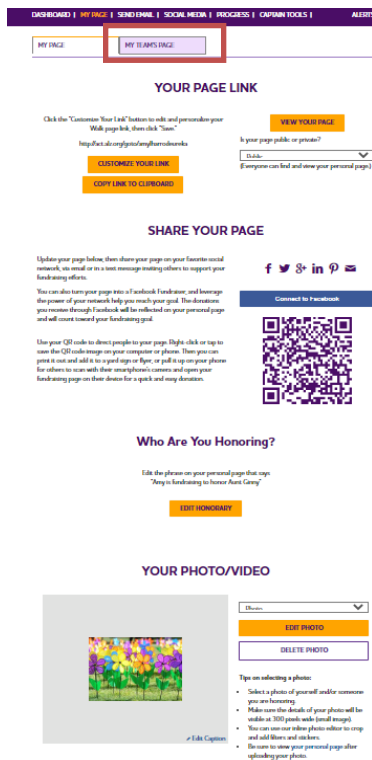 DASHBOARD | MY PAGE | SEND EMAIL | SOCIAL MEDIA | PROGRESS | CAPTAIN TOOLS | ALERTS
MY PAGE MY TEAM'S PAGE
YOUR PAGE LINK
Click the "Customize Your Link" button to edit and personalize your
Walk page link, then click "Save."
VIEW YOUR PAGE
Is your page public or private?
Public
(Everyone can find and view your personal page.)
CUSTOMIZE YOUR LINK
COPY LINK TO CLIPBOARD
SHARE YOUR PAGE
Update your page below, then share your page on your favorite social
network, via email or in a text message inviting others to support your
fundraising efforts.
You can also turn your page into a Facebook Fundraiser, and leverage
the power of your network help you reach your goal. The donations
you receive through Facebook will be reflected on your personal page
and will count toward your fundraising goal.
Use your QR code to direct people to your page. Right-click or tap to
save the QR code image on your computer or phone. Then you can
print it out and add it to a yard sign or flyer, or pull it up on your phone
for others to scan with their smartphone's camera and open your
fundraising page on their device for a quick and easy donation.
Connect to Facebook
Who Are You Honoring?
Edit the phrase on your personal page that says
"Amy is fundraising to honor Aunt Ginny"
EDIT HONORARY
YOUR PHOTO/VIDEO
Photo
EDIT PHOTO
DELETE PHOTO
Tips on selecting a photo:
• Select a photo of yourself and/or someone
you are honoring.
• Make sure the details of your photo will be
visible at 300 pixels wide (small image).
• You can use our inline photo editor to crop
and add filters and stickers.
• Be sure to view your personal page after
uploading your photo.
Edit Caption